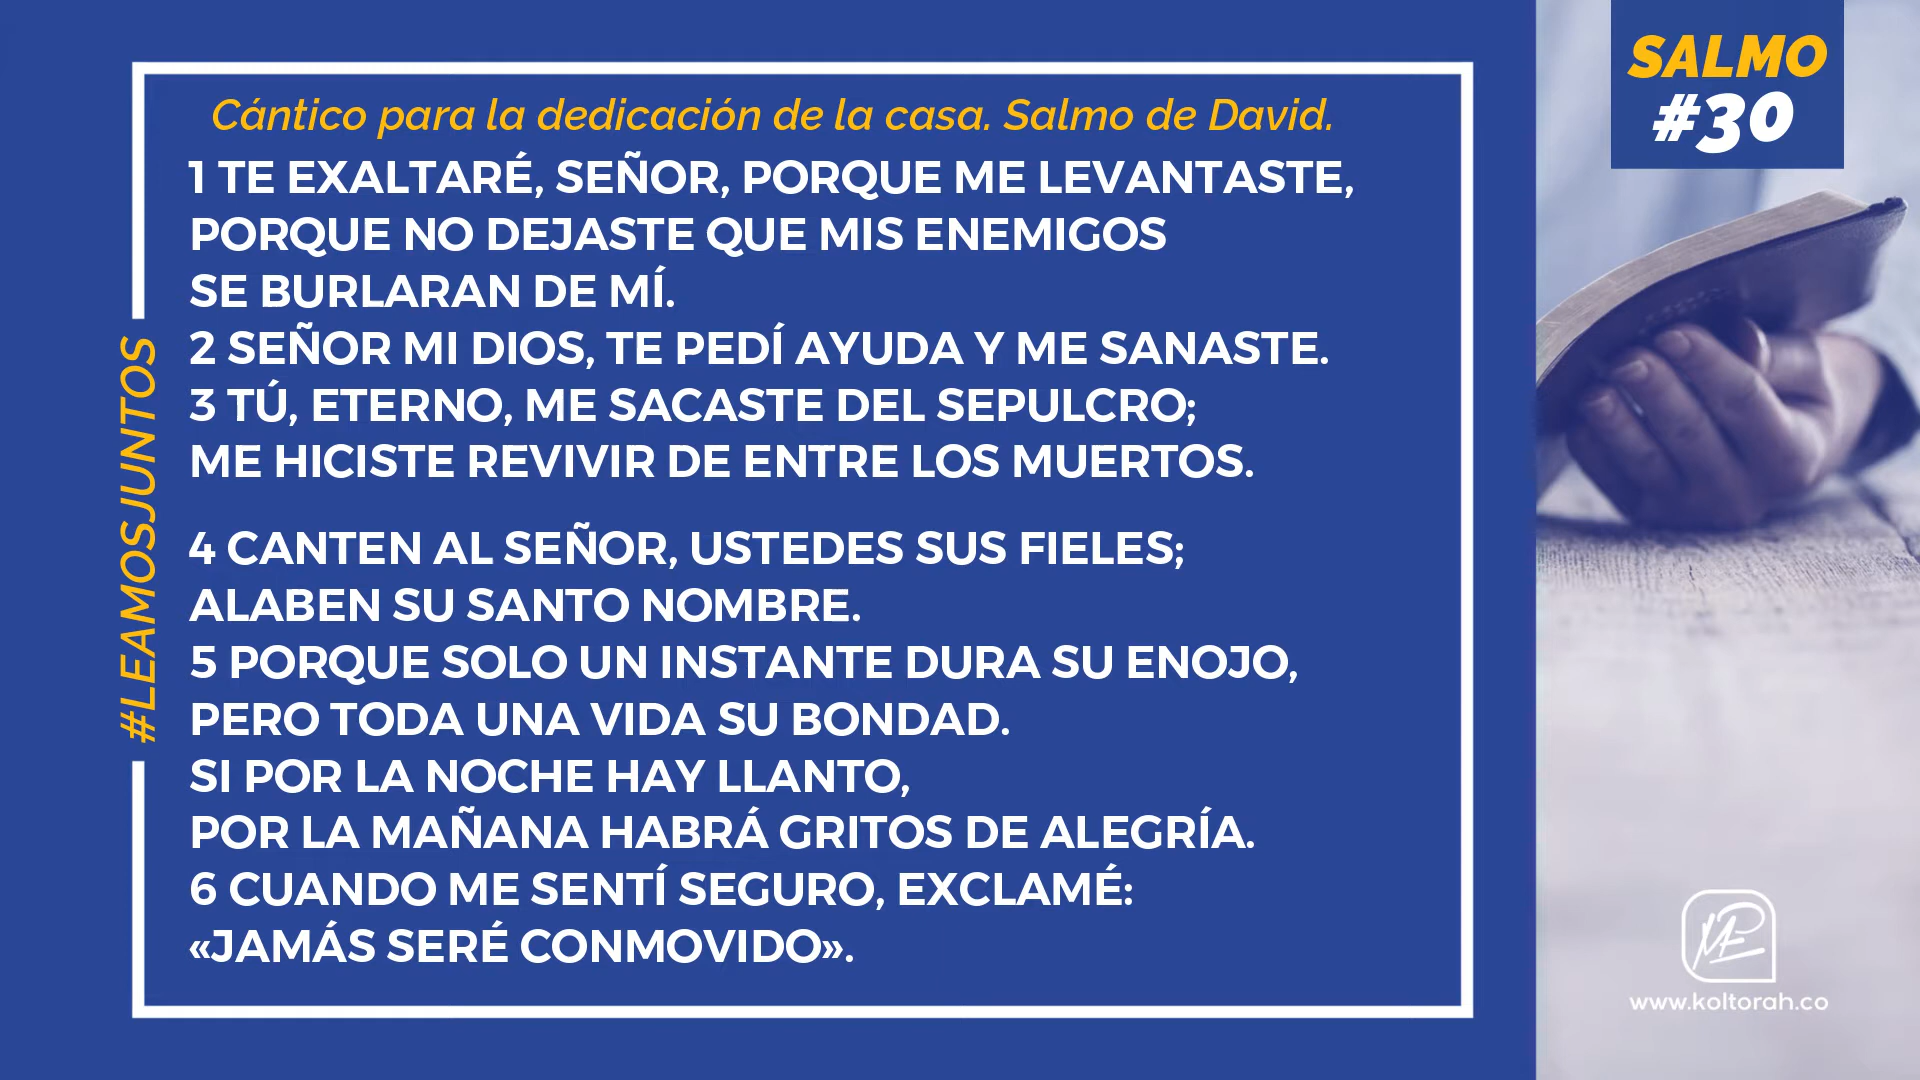 SALMO
#30
Cántico para la dedicación de la casa. Salmo de David.
1 TE EXALTARÉ, SEÑOR, PORQUE ME LEVANTASTE,
PORQUE NO DEJASTE QUE MIS ENEMIGOS
SE BURLARAN DE MÍ.
2 SEÑOR MI DIOS, TE PEDÍ AYUDA Y ME SANASTE.
3 TÚ, ETERNO, ME SACASTE DEL SEPULCRO;
ME HICISTE REVIVIR DE ENTRE LOS MUERTOS.
4 CANTEN AL SEÑOR, USTEDES SUS FIELES;
ALABEN SU SANTO NOMBRE.
5 PORQUE SOLO UN INSTANTE DURA SU ENOJO,
PERO TODA UNA VIDA SU BONDAD.
SI POR LA NOCHE HAY LLANTO,
POR LA MAÑANA HABRÁ GRITOS DE ALEGRÍA.
6 CUANDO ME SENTÍ SEGURO, EXCLAMÉ:
«JAMÁS SERÉ CONMOVIDO».
#LEAMOSJUNTOS
www.koltorah.co